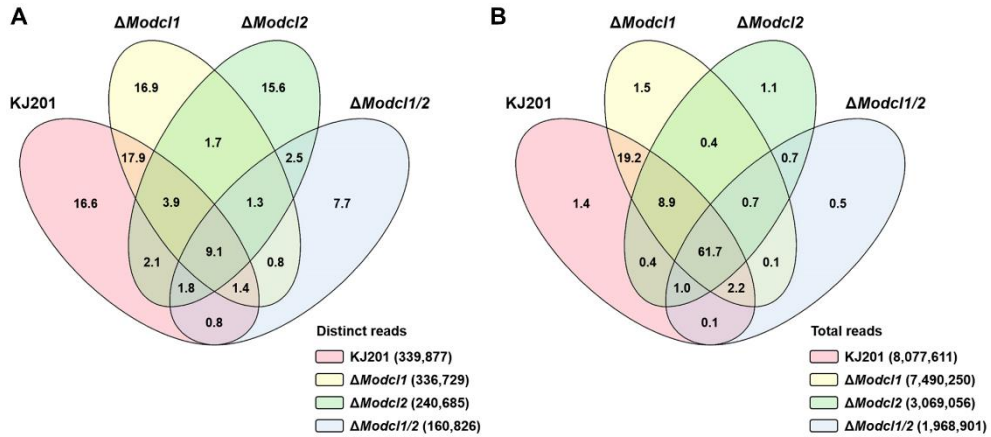 A
ΔModcl1
ΔModcl2
KJ201
ΔModcl1/2
16.9
15.6
1.7
17.9
2.5
16.6
3.9
1.3
7.7
9.1
2.1
0.8
1.8
1.4
0.8
Distinct reads
KJ201 (339,877)
ΔModcl1 (336,729)
ΔModcl2 (240,685)
ΔModcl1/2 (160,826)
B
ΔModcl1
ΔModcl2
KJ201
ΔModcl1/2
1.5
1.1
0.4
19.2
0.7
1.4
8.9
0.7
0.5
61.7
0.4
0.1
1.0
2.2
0.1
Total reads
KJ201 (8,077,611)
ΔModcl1 (7,490,250)
ΔModcl2 (3,069,056)
ΔModcl1/2 (1,968,901)